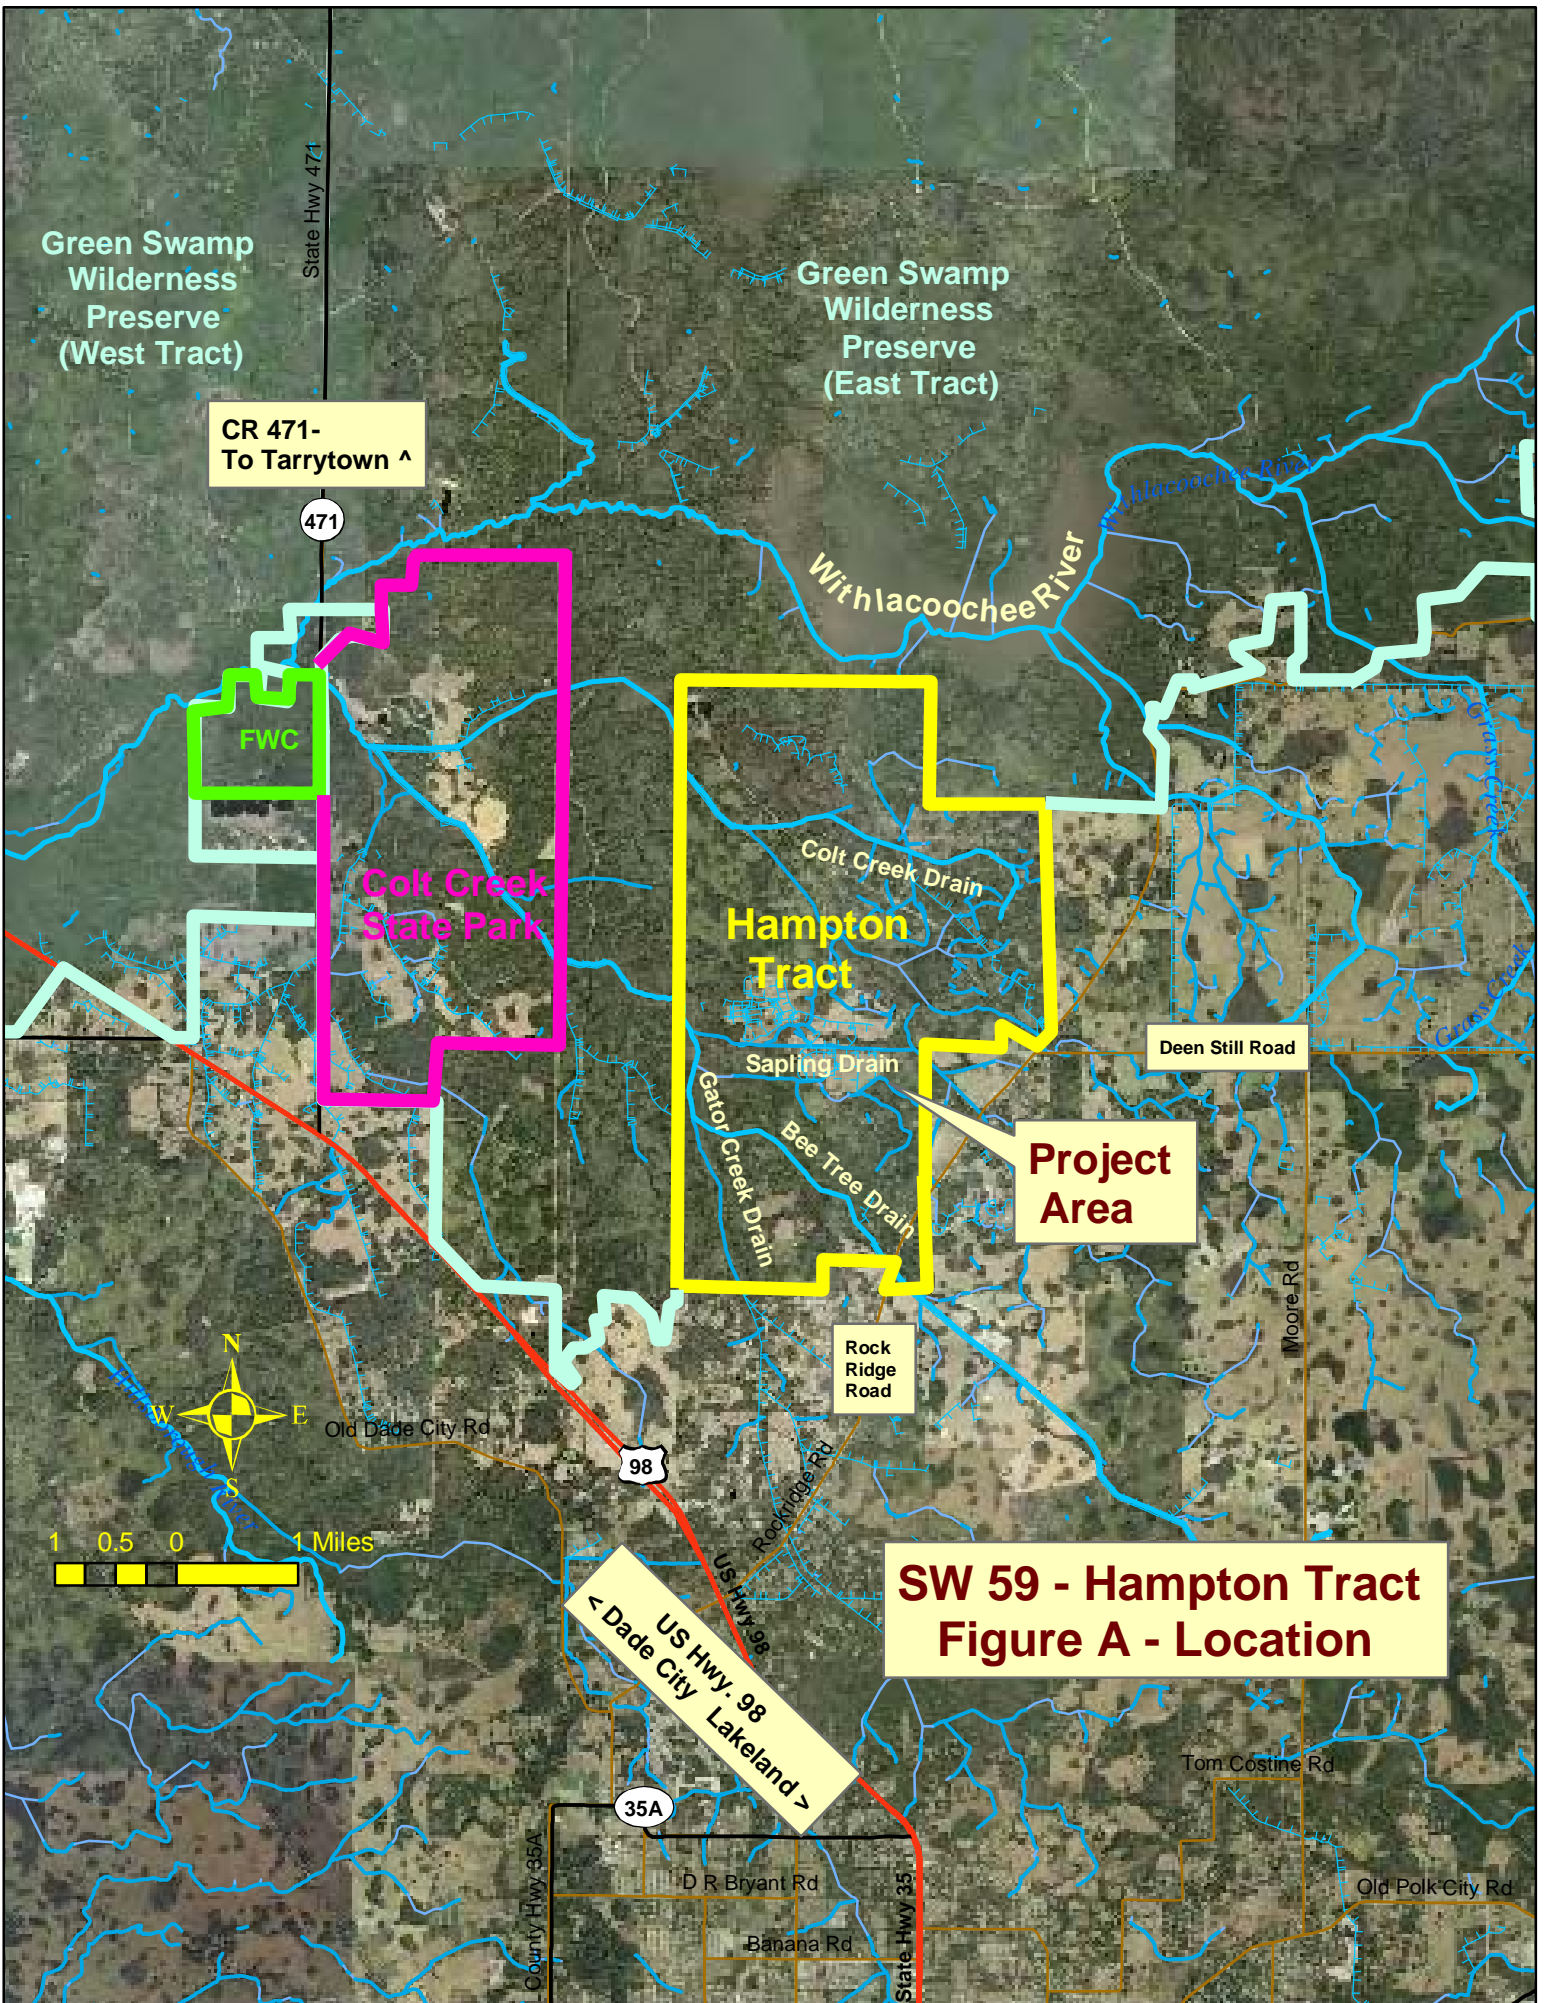 State Hwy 471
Green Swamp
Wilderness
Preserve
(West Tract)
Green Swamp
Wilderness
Preserve
(East Tract)
CR 471-
To Tarrytown ^
471
Withlacoochee River
Withlacoochee River
FWC
Grass Creek
Colt Creek
State Park
Colt Creek Drain
Hampton
Tract
Grass Creek
Deen Still Road
Sapling Drain
Gator Creek Drain
Bee Tree Drain
Project
Area
Moore Rd
Rock
Ridge
Road
N
W
E
S
Hillsborough River
Old Dade City Rd
98
Rockridge Rd
1 0.5 0 1 Miles
US Hwy 98
SW 59 - Hampton Tract
Figure A - Location
US Hwy. 98
< Dade City Lakeland >
Tom Costine Rd
35A
County Hwy 35A
D R Bryant Rd
State Hwy 35
Old Polk City Rd
Banana Rd